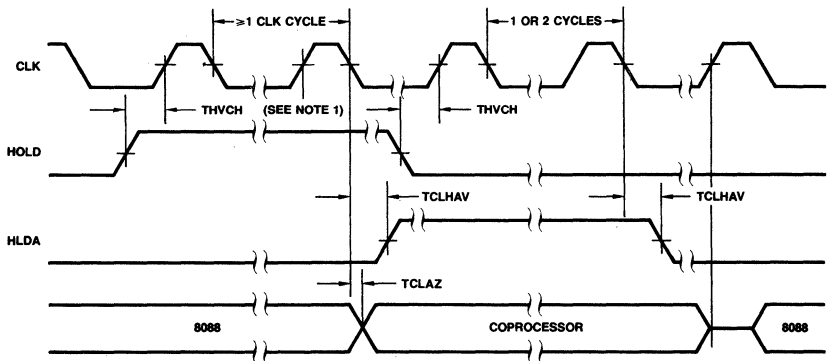 ≥1 CLK CYCLE
1 OR 2 CYCLES
CLK
THVCH
(SEE NOTE 1)
THVCH
HOLD
TCLHAV
TCLHAV
HLDA
TCLAZ
8088
COPROCESSOR
8088